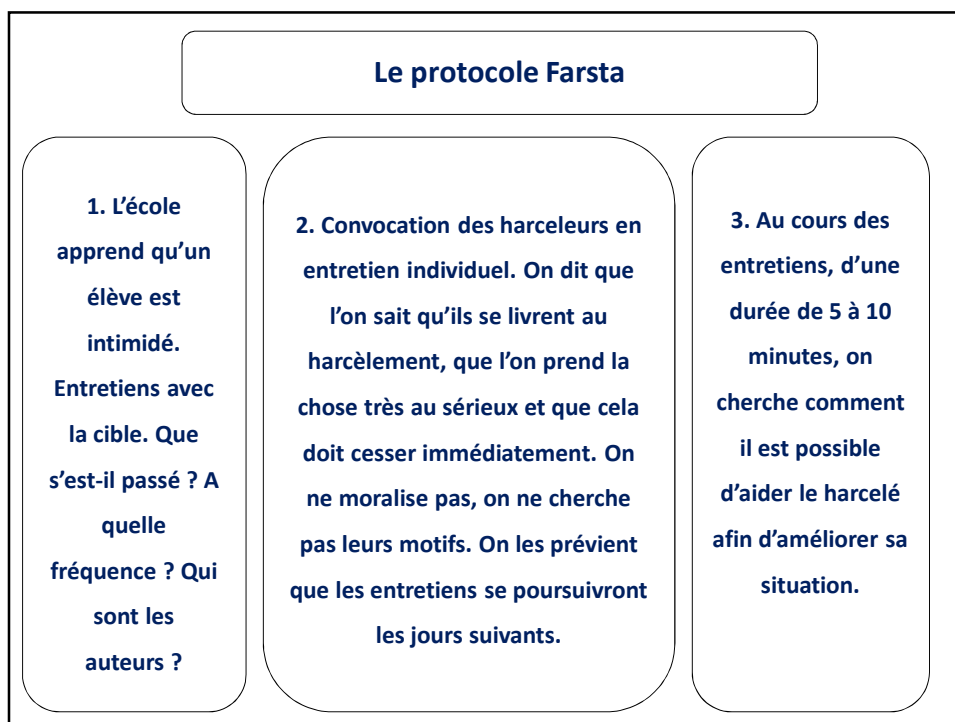 Le protocole Farsta
1. L’école
apprend qu’un
élève est
intimidé.
Entretiens avec
la cible. Que
s’est-il passé ? A
quelle
fréquence ? Qui
sont les
auteurs ?
2. Convocation des harceleurs en
entretien individuel. On dit que
l’on sait qu’ils se livrent au
harcèlement, que l’on prend la
chose très au sérieux et que cela
doit cesser immédiatement. On
ne moralise pas, on ne cherche
pas leurs motifs. On les prévient
que les entretiens se poursuivront
les jours suivants.
3. Au cours des
entretiens, d’une
durée de 5 à 10
minutes, on
cherche comment
il est possible
d’aider le harcelé
afin d’améliorer sa
situation.